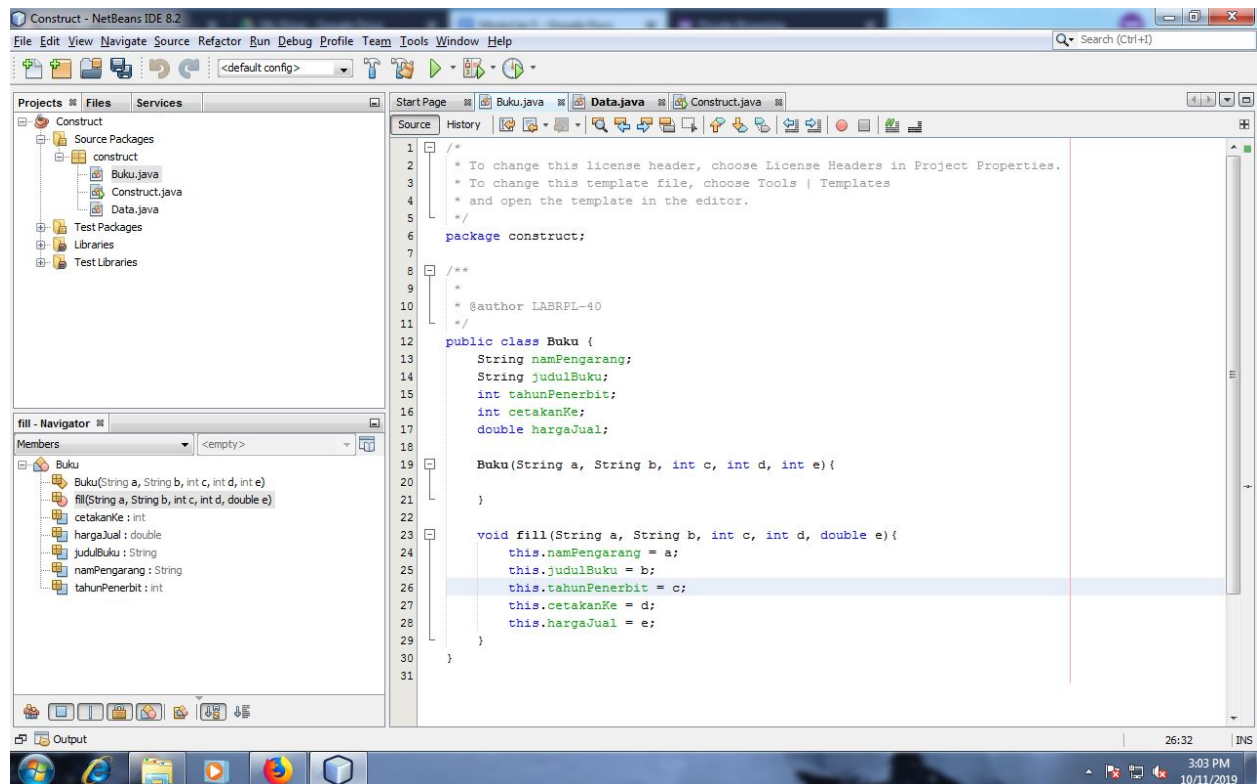 Construct - NetBeans IDE 8.2
File Edit View Navigate Source Refactor Run Debug Profile Team Tools Window Help
Search (Ctrl+I)
<default config>
Projects Files Services
Construct
Source Packages
construct
Buku.java
Construct.java
Data.java
Test Packages
Libraries
Test Libraries
fill - Navigator
Members <empty>
Buku
Buku(String a, String b, int c, int d, int e)
fill(String a, String b, int c, int d, double e)
cetakanKe : int
hargaJual : double
judulBuku : String
namPengarang : String
tahunPenerbit : int
Start Page Buku.java Data.java Construct.java
Source History
1 /*
2 * To change this license header, choose License Headers in Project Properties.
3 * To change this template file, choose Tools | Templates
4 * and open the template in the editor.
5 */
6 package construct;
7
8 /**
9 *
10 * @author LABRPL-40
11 */
12 public class Buku {
13 String namPengarang;
14 String judulBuku;
15 int tahunPenerbit;
16 int cetakanKe;
17 double hargaJual;
18
19 Buku(String a, String b, int c, int d, int e){
20
21 }
22
23 void fill(String a, String b, int c, int d, double e){
24 this.namPengarang = a;
25 this.judulBuku = b;
26 this.tahunPenerbit = c;
27 this.cetakanKe = d;
28 this.hargaJual = e;
29 }
30 }
31
Output
26:32 INS
3:03 PM
10/11/2019